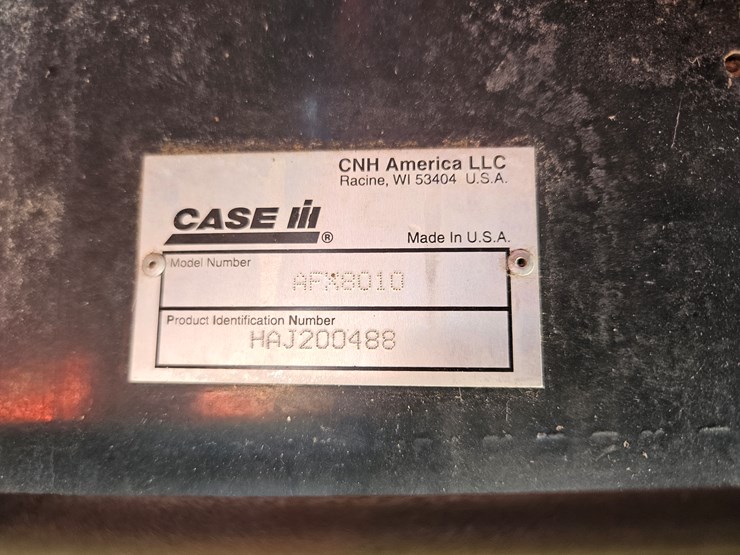 CNH America LLC
Racine, WI 53404 U.S.A.
CASE IH
®
Made In U.S.A.
Model Number
AFX8010
Product Identification Number
HAJ200488